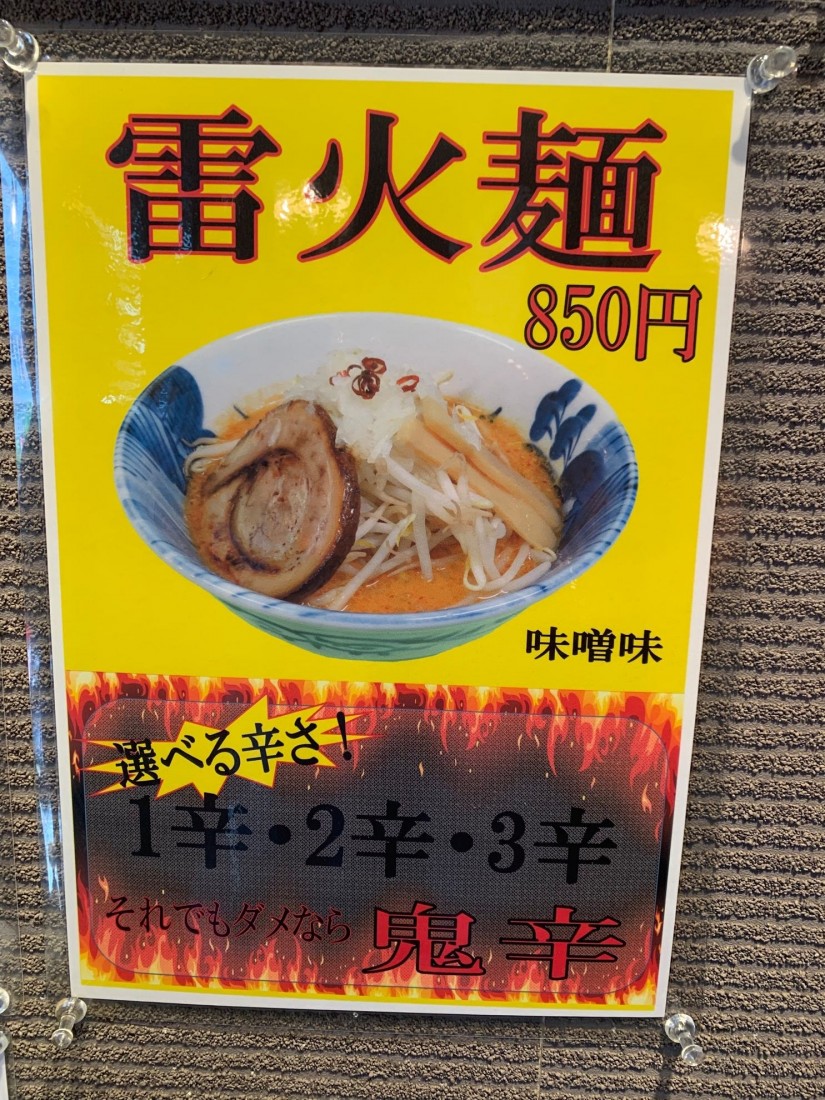 雷火麺
850円
味噌味
選べる辛さ!
1辛・2辛・3辛
それでもダメなら 鬼辛